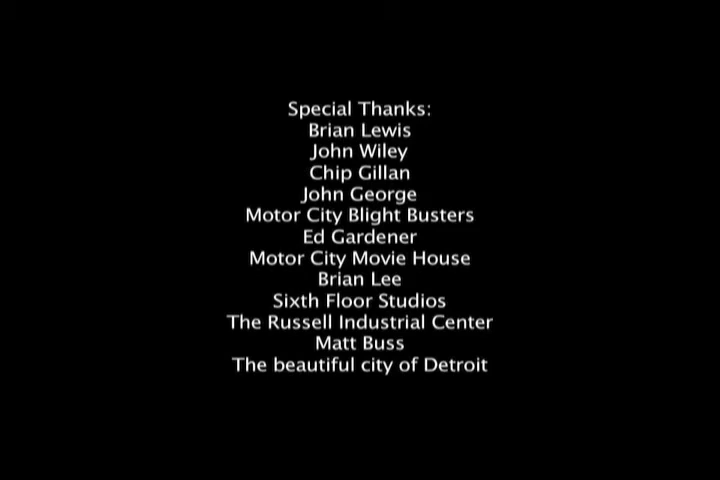 Special Thanks:
Brian Lewis
John Wiley
Chip Gillan
John George
Motor City Blight Busters
Ed Gardener
Motor City Movie House
Brian Lee
Sixth Floor Studios
The Russell Industrial Center
Matt Buss
The beautiful city of Detroit